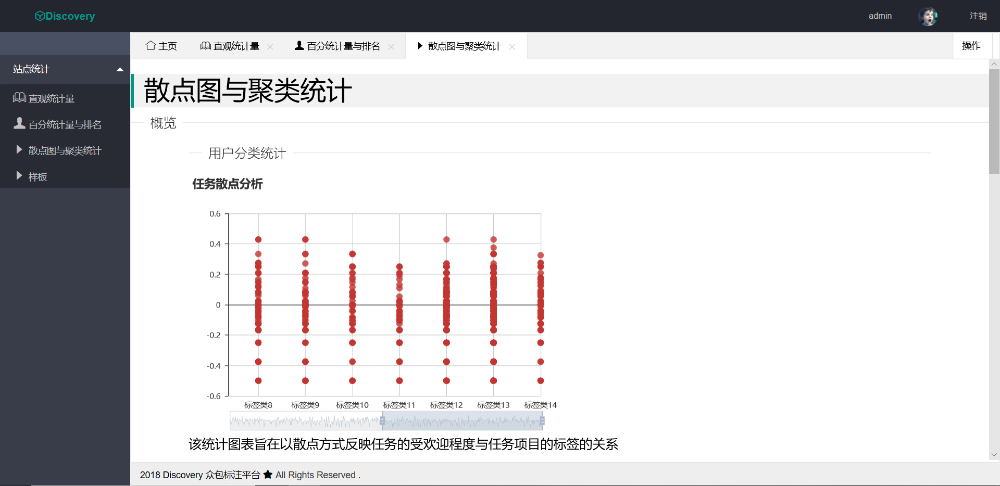 Discovery
admin
注销
主页
直观统计量
百分统计量与排名
散点图与聚类统计
操作
站点统计
直观统计量
百分统计量与排名
散点图与聚类统计
样板
散点图与聚类统计
概览
用户分类统计
任务散点分析
0.6
0.4
0.2
0
-0.2
-0.4
-0.6
标签类8 标签类9 标签类10 标签类11 标签类12 标签类13 标签类14
该统计图表旨在以散点方式反映任务的受欢迎程度与任务项目的标签的关系
2018 Discovery 众包标注平台 ★ All Rights Reserved .